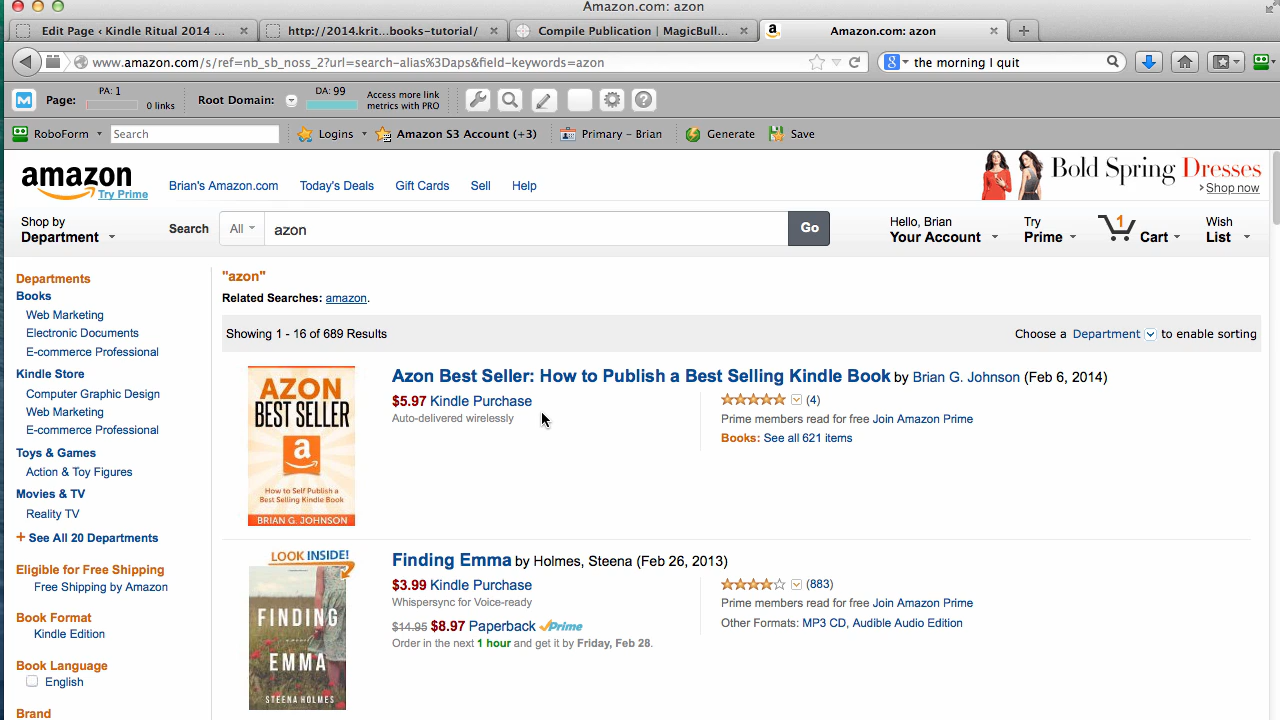 Amazon.com: azon
Edit Page ‹ Kindle Ritual 2014 ...
http://2014.krit...books-tutorial/
Compile Publication | MagicBull...
Amazon.com: azon
www.amazon.com/s/ref=nb_sb_noss_2?url=search-alias%3Daps&field-keywords=azon
the morning I quit
Page:
PA: 1
0 links
Root Domain:
DA: 99
Access more link
metrics with PRO
RoboForm
Search
Logins
Amazon S3 Account (+3)
Primary - Brian
Generate
Save
amazon
Try Prime
Brian's Amazon.com
Today's Deals
Gift Cards
Sell
Help
Bold Spring Dresses
Shop now
Shop by
Department
Search
All
azon
Go
Hello, Brian
Your Account
Try
Prime
1
Cart
Wish
List
Departments
Books
Web Marketing
Electronic Documents
E-commerce Professional
Kindle Store
Computer Graphic Design
Web Marketing
E-commerce Professional
Toys & Games
Action & Toy Figures
Movies & TV
Reality TV
+ See All 20 Departments
Eligible for Free Shipping
Free Shipping by Amazon
Book Format
Kindle Edition
Book Language
English
Brand
"azon"
Related Searches: amazon.
Showing 1 - 16 of 689 Results
Choose a Department to enable sorting
AZON
BEST SELLER
a
How to Self Publish a
Best Selling Kindle Book
BRIAN G. JOHNSON
Azon Best Seller: How to Publish a Best Selling Kindle Book by Brian G. Johnson (Feb 6, 2014)
$5.97 Kindle Purchase
Auto-delivered wirelessly
(4)
Prime members read for free Join Amazon Prime
Books: See all 621 items
LOOK INSIDE!
FINDING
a novel
EMMA
STEENA HOLMES
Finding Emma by Holmes, Steena (Feb 26, 2013)
$3.99 Kindle Purchase
Whispersync for Voice-ready
$14.95 $8.97 Paperback Prime
Order in the next 1 hour and get it by Friday, Feb 28.
(883)
Prime members read for free Join Amazon Prime
Other Formats: MP3 CD, Audible Audio Edition